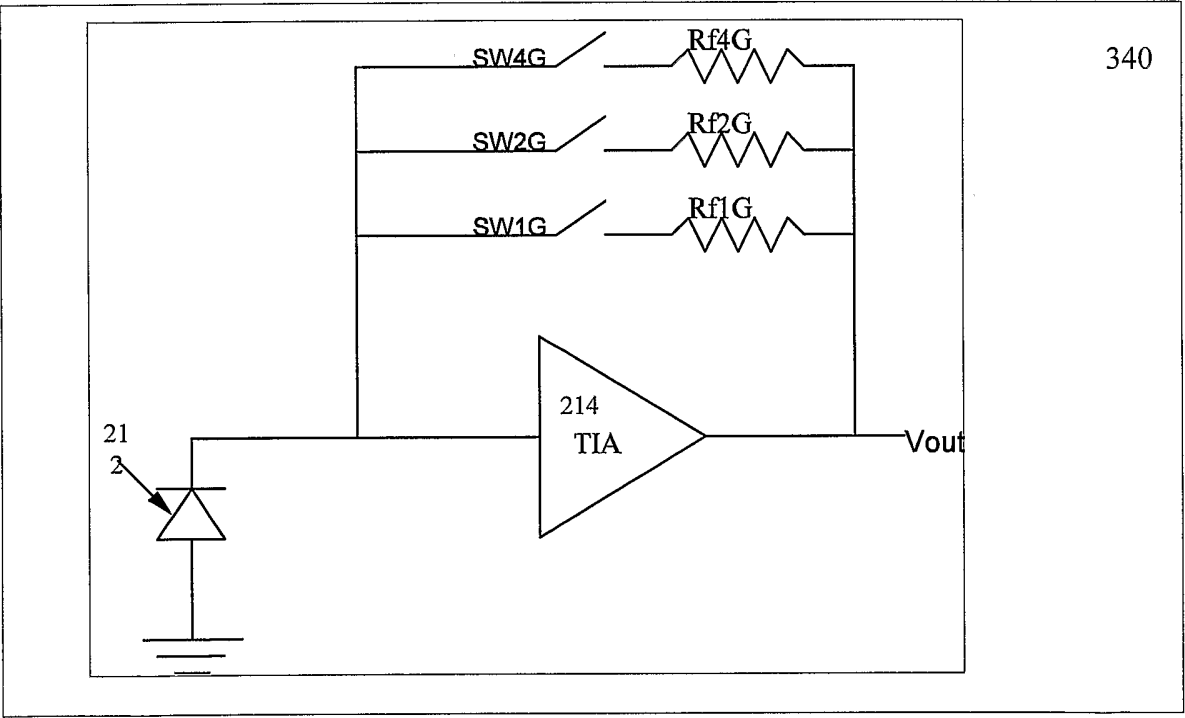 SW4G Rf4G
340
SW2G Rf2G
SW1G Rf1G
214
TIA
21
2
Vout